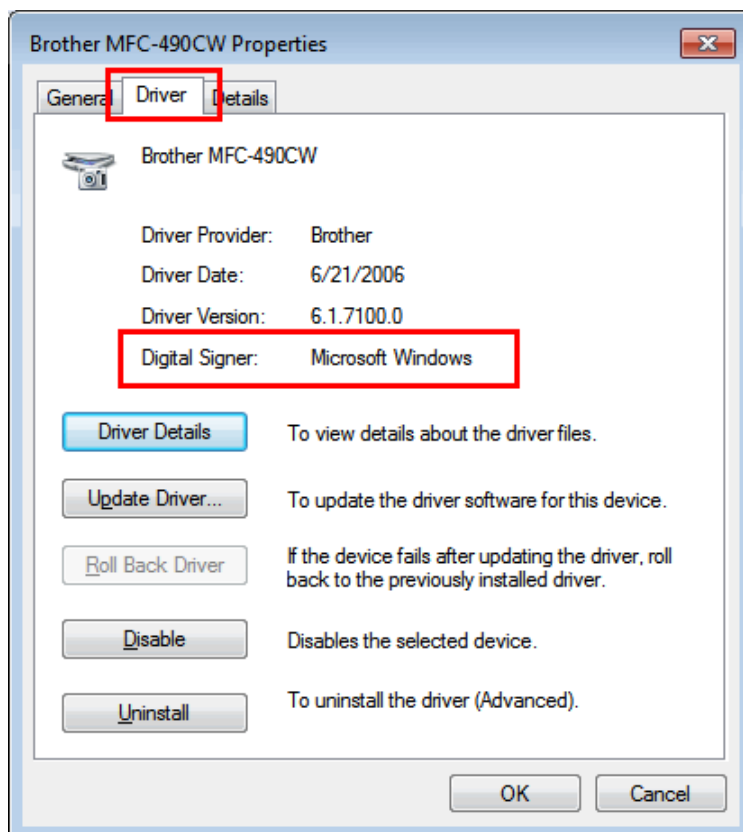 Brother MFC-490CW Properties
General Driver Details
Brother MFC-490CW
Driver Provider: Brother
Driver Date: 6/21/2006
Driver Version: 6.1.7100.0
Digital Signer: Microsoft Windows
Driver Details To view details about the driver files.
Update Driver... To update the driver software for this device.
Roll Back Driver If the device fails after updating the driver, roll
back to the previously installed driver.
Disable Disables the selected device.
Uninstall To uninstall the driver (Advanced).
OK Cancel